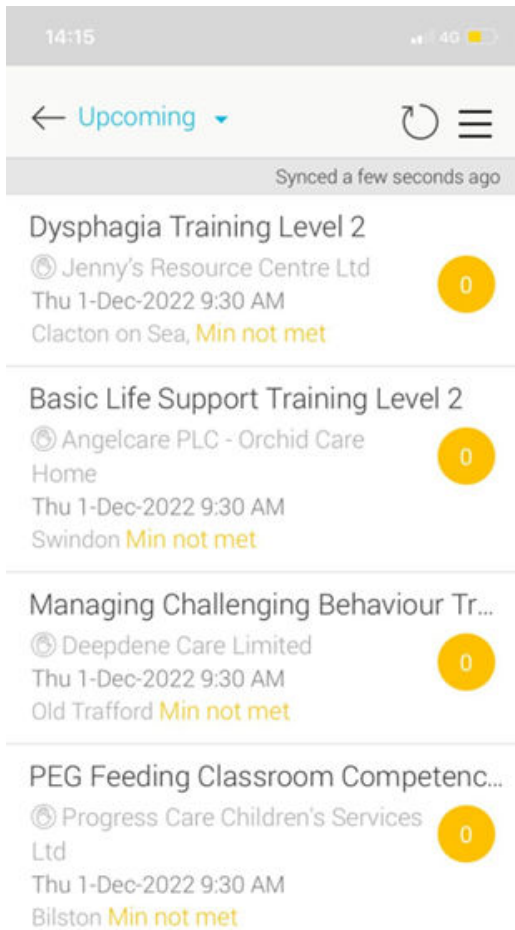 14:15 4G
Upcoming
Synced a few seconds ago
Dysphagia Training Level 2
Jenny's Resource Centre Ltd
0
Thu 1-Dec-2022 9:30 AM
Clacton on Sea, Min not met
Basic Life Support Training Level 2
Angelcare PLC - Orchid Care
Home
0
Thu 1-Dec-2022 9:30 AM
Swindon Min not met
Managing Challenging Behaviour Tr...
Deepdene Care Limited
0
Thu 1-Dec-2022 9:30 AM
Old Trafford Min not met
PEG Feeding Classroom Competenc...
Progress Care Children's Services
Ltd
0
Thu 1-Dec-2022 9:30 AM
Bilston Min not met